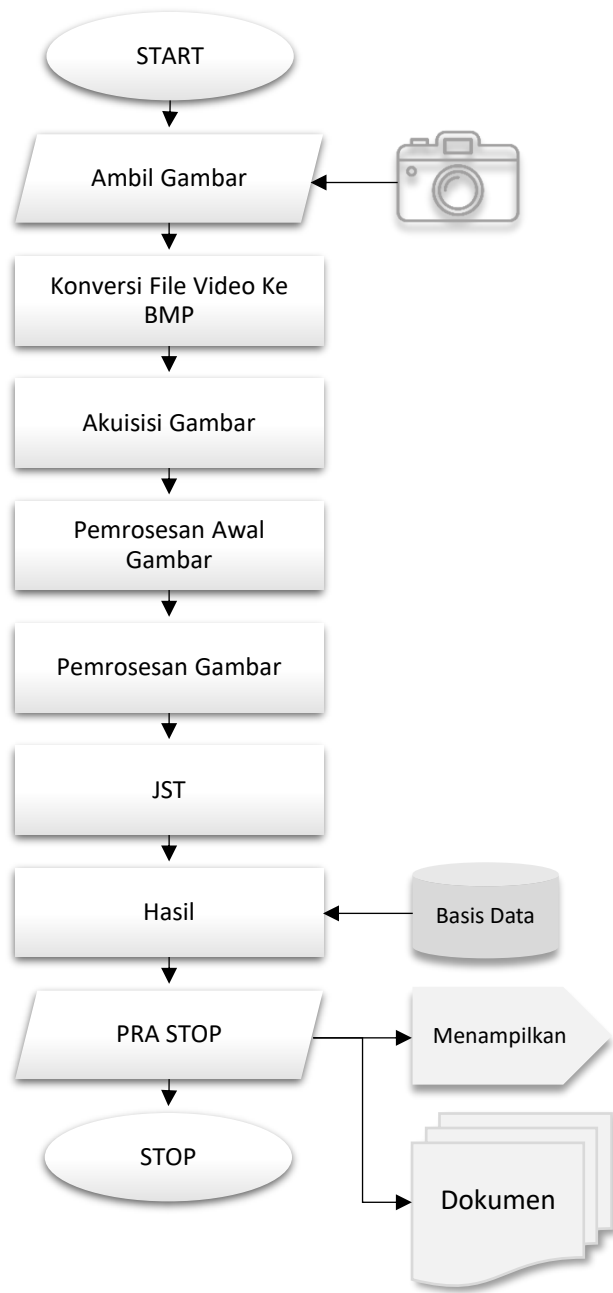 START
Ambil Gambar
Konversi File Video Ke
BMP
Akuisisi Gambar
Pemrosesan Awal
Gambar
Pemrosesan Gambar
JST
Hasil
Basis Data
PRA STOP
Menampilkan
STOP
Dokumen